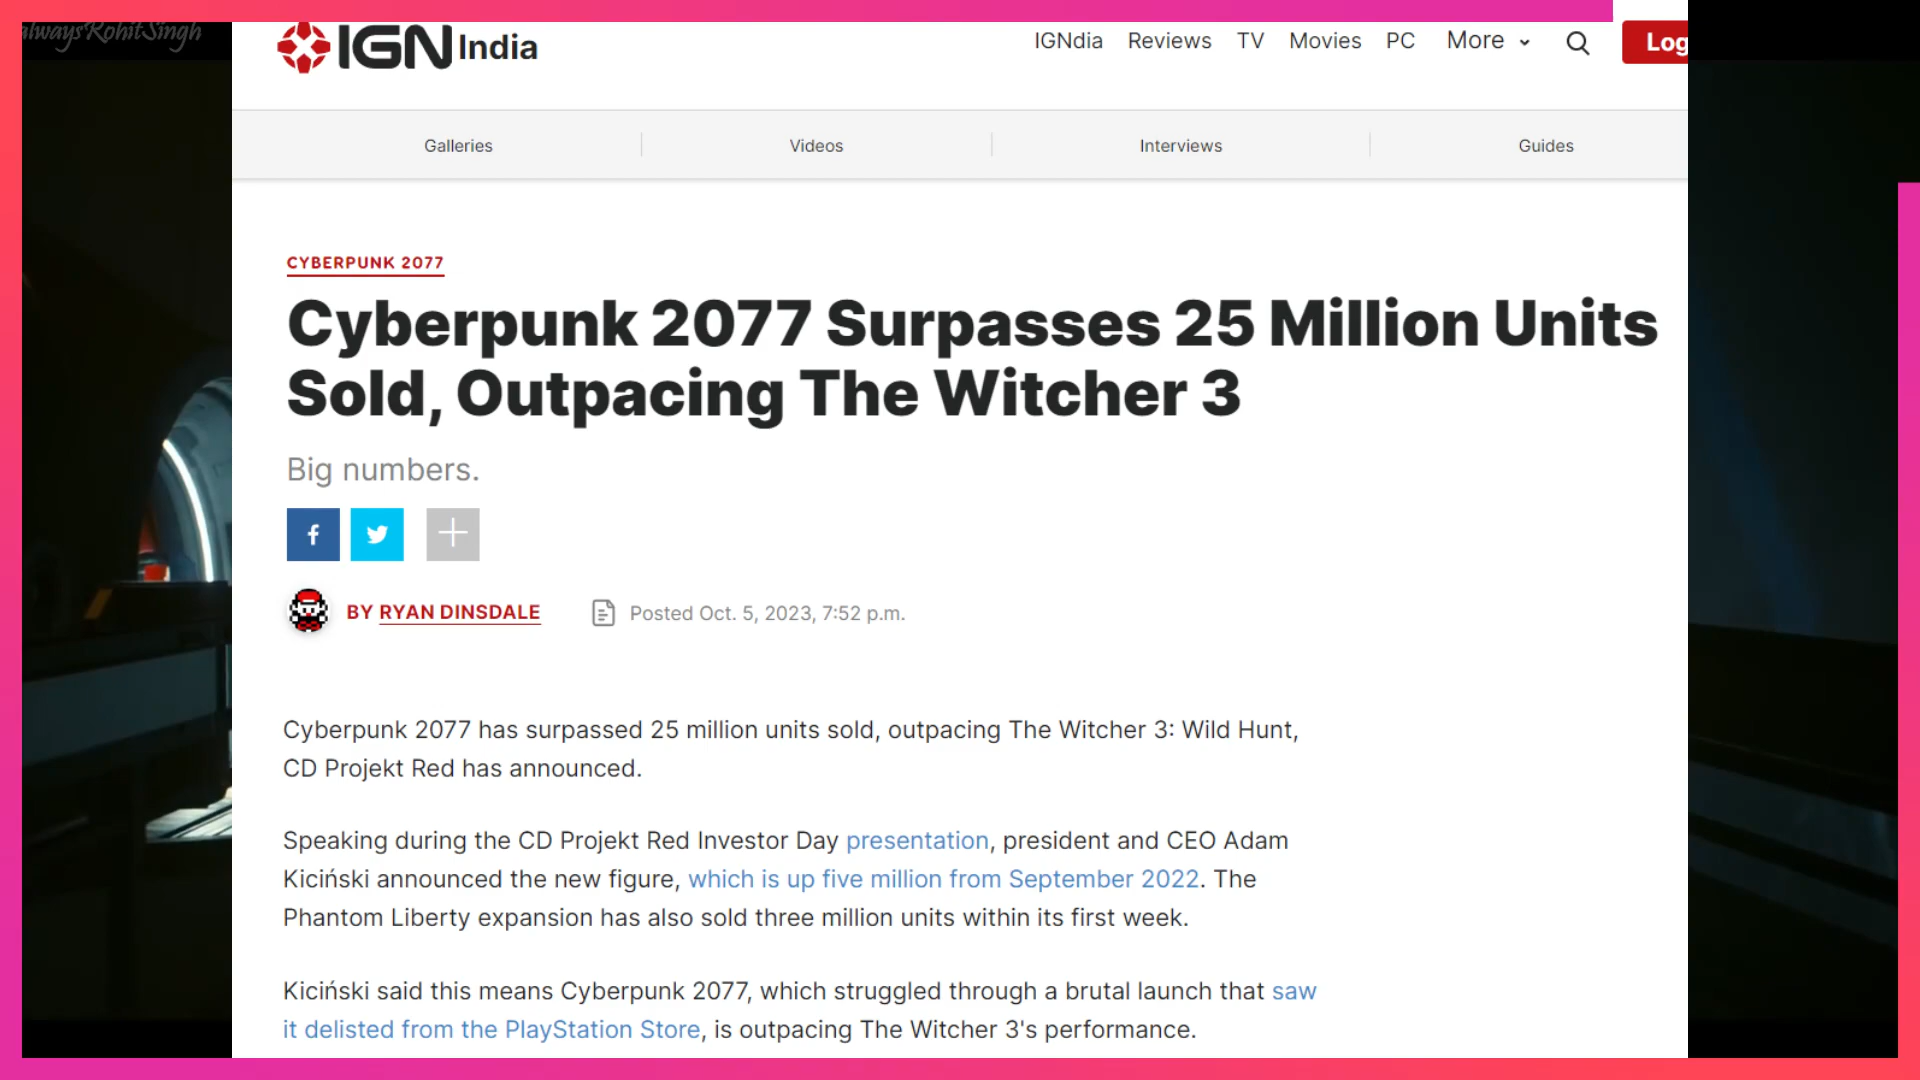 alwaysRohitSingh
IGN India
IGNdia Reviews TV Movies PC More Log
Galleries Videos Interviews Guides
CYBERPUNK 2077
Cyberpunk 2077 Surpasses 25 Million Units
Sold, Outpacing The Witcher 3
Big numbers.
BY RYAN DINSDALE Posted Oct. 5, 2023, 7:52 p.m.
Cyberpunk 2077 has surpassed 25 million units sold, outpacing The Witcher 3: Wild Hunt,
CD Projekt Red has announced.
Speaking during the CD Projekt Red Investor Day presentation, president and CEO Adam
Kiciński announced the new figure, which is up five million from September 2022. The
Phantom Liberty expansion has also sold three million units within its first week.
Kiciński said this means Cyberpunk 2077, which struggled through a brutal launch that saw
it delisted from the PlayStation Store, is outpacing The Witcher 3's performance.